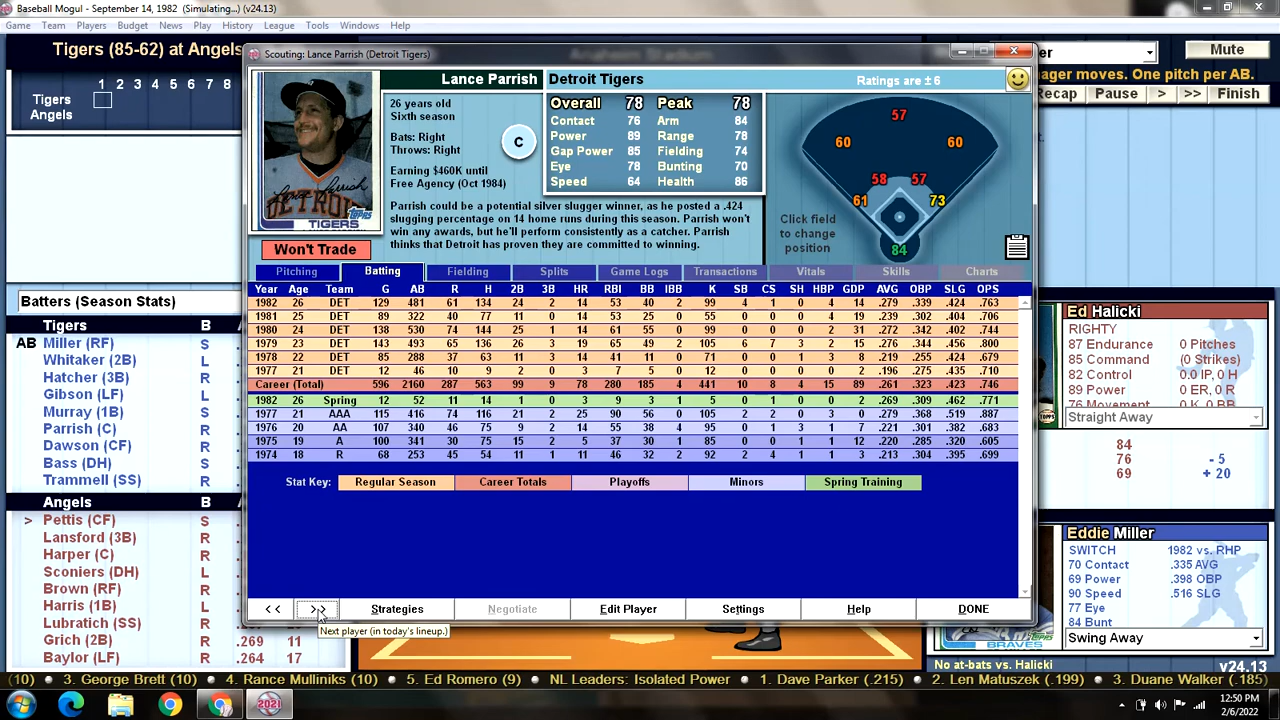 Baseball Mogul - September 14, 1982 (Simulating...) (v24.13)
Game Team Players Budget News Play History League Tools Windows Help
Tigers (85-62) at Angels
1 2 3 4 5 6 7 8
Tigers
Angels
Mute
nager moves. One pitch per AB.
Recap Pause > >> Finish
Scouting: Lance Parrish (Detroit Tigers)
Lance Parrish Detroit Tigers Ratings are ± 6
26 years old
Sixth season
Bats: Right
Throws: Right
Earning $460K until
Free Agency (Oct 1984)
C
Overall 78 Peak 78
Contact 76 Arm 84
Power 89 Range 78
Gap Power 85 Fielding 74
Eye 78 Bunting 70
Speed 64 Health 86
Parrish could be a potential silver slugger winner, as he posted a .424
slugging percentage on 14 home runs during this season. Parrish won't
win any awards, but he'll perform consistently as a catcher. Parrish
thinks that Detroit has proven they are committed to winning.
57
60 60
58 57
61 73
84
Click field
to change
position
Lance Parrish
DETROIT
Topps
TIGERS
Won't Trade
Pitching Batting Fielding Splits Game Logs Transactions Vitals Skills Charts
Year Age Team G AB R H 2B 3B HR RBI BB IBB K SB CS SH HBP GDP AVG OBP SLG OPS
1982 26 DET 129 481 61 134 24 2 14 53 40 2 99 4 1 0 4 14 .279 .339 .424 .763
1981 25 DET 89 322 40 77 11 0 14 53 25 0 55 0 0 0 4 19 .239 .302 .404 .706
1980 24 DET 138 530 74 144 25 1 14 61 55 0 99 0 0 0 2 31 .272 .342 .402 .744
1979 23 DET 143 493 65 136 26 3 19 65 49 2 105 6 7 3 2 15 .276 .344 .456 .800
1978 22 DET 85 288 37 63 11 3 14 41 11 0 71 0 0 1 3 8 .219 .255 .424 .679
1977 21 DET 12 46 10 9 2 0 3 7 5 0 12 0 0 0 0 2 .196 .275 .435 .710
Career (Total) 596 2160 287 563 99 9 78 280 185 4 441 10 8 4 15 89 .261 .323 .423 .746
1982 26 Spring 12 52 11 14 1 0 3 9 3 1 5 1 0 0 0 2 .269 .309 .462 .771
1977 21 AAA 115 416 74 116 21 2 25 90 56 0 105 2 2 0 3 0 .279 .368 .519 .887
1976 20 AA 107 340 46 75 9 2 14 55 38 4 95 0 1 3 1 7 .221 .301 .382 .683
1975 19 A 100 341 30 75 15 2 5 37 30 1 85 0 0 1 1 12 .220 .285 .320 .605
1974 18 R 68 253 45 54 11 1 11 46 32 2 92 2 4 1 1 3 .213 .304 .395 .699
Stat Key: Regular Season Career Totals Playoffs Minors Spring Training
<< >> Strategies Negotiate Edit Player Settings Help DONE
Next player (in today's lineup.)
Batters (Season Stats)
Tigers B
AB Miller (RF) S
Whitaker (2B) L
Hatcher (3B) R
Gibson (LF) L
Murray (1B) S
Parrish (C) R
Dawson (CF) R
Bass (DH) L
Trammell (SS) R
Angels B
> Pettis (CF) S
Lansford (3B) R
Harper (C) R
Sconiers (DH) L
Brown (RF) R
Harris (1B) L
Lubratich (SS) R
Grich (2B) R .269 11
Baylor (LF) R .264 17
Ed Halicki
RIGHTY
87 Endurance 0 Pitches
85 Command (0 Strikes)
82 Control 0.0 IP, 0 H
89 Power 0 ER, 0 R
76 Movement 0 K, 0 BB
Straight Away
84
76 - 5
69 + 20
Eddie Miller
SWITCH 1982 vs. RHP
70 Contact .335 AVG
69 Power .398 OBP
90 Speed .516 SLG
77 Eye
84 Bunt
Swing Away
BRAVES
No at-bats vs. Halicki v24.13
(10) • 3. George Brett (10) • 4. Rance Mulliniks (10) • 5. Ed Romero (9) • NL Leaders: Isolated Power • 1. Dave Parker (.215) • 2. Len Matuszek (.199) • 3. Duane Walker (.185)
2021
12:50 PM
2/6/2022